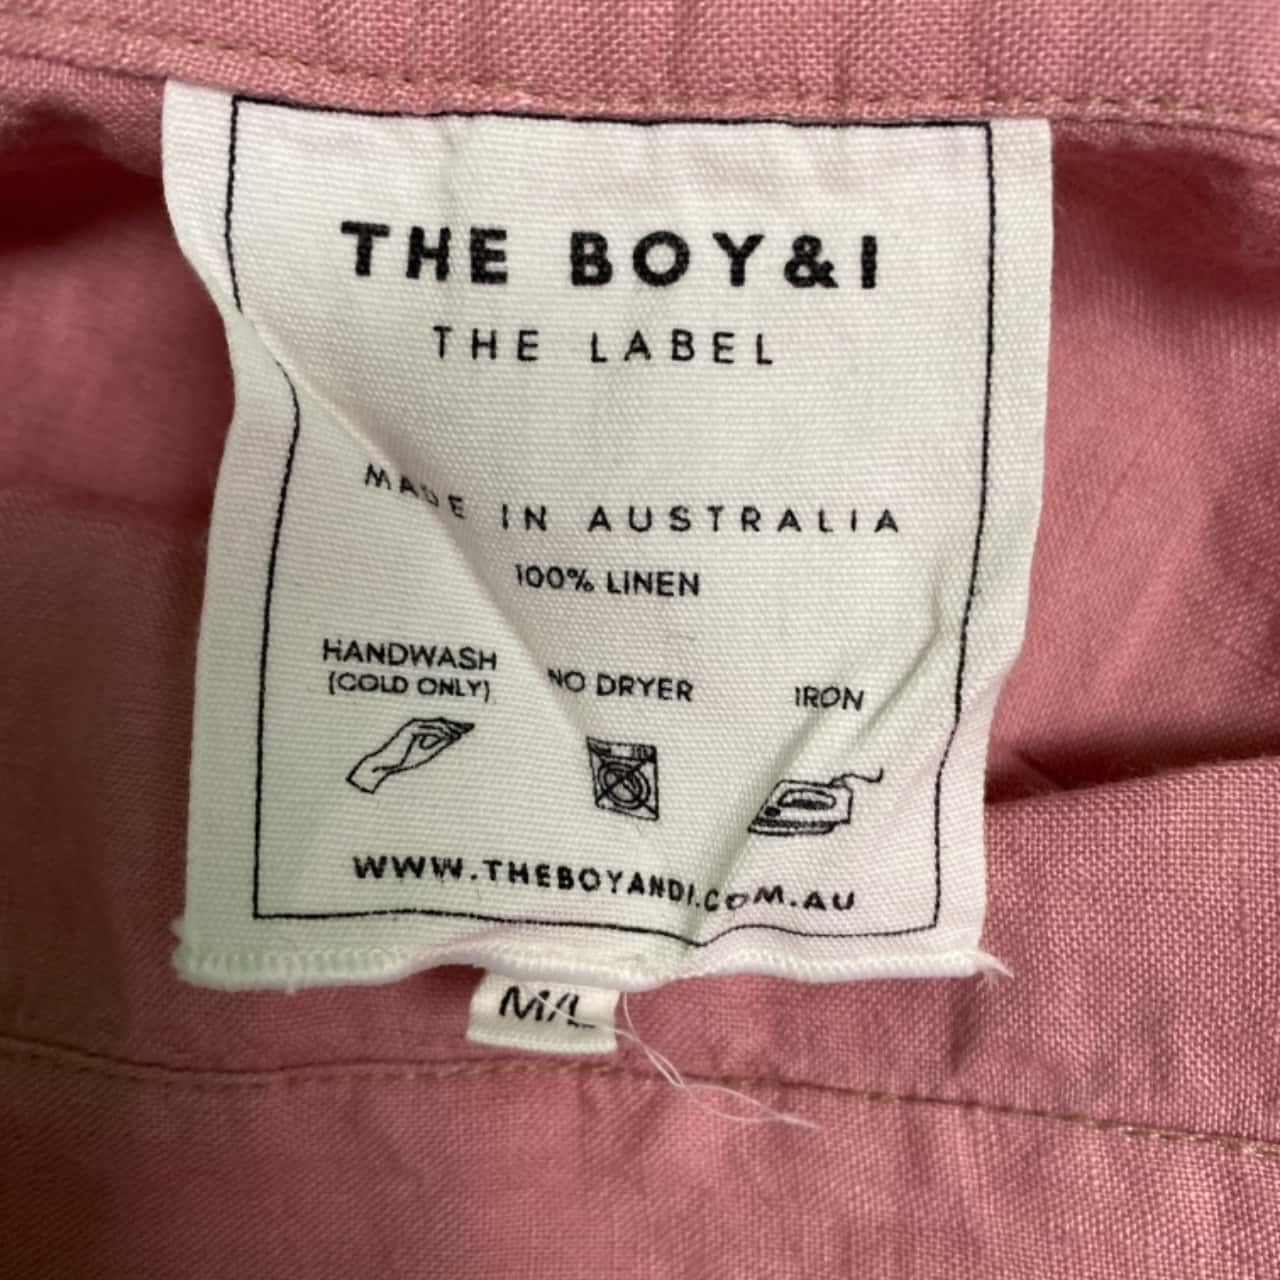 THE BOY&I
THE LABEL
MADE IN AUSTRALIA
100% LINEN
HANDWASH
(COLD ONLY)
NO DRYER
IRON
WWW.THEBOYANDI.COM.AU
M/L